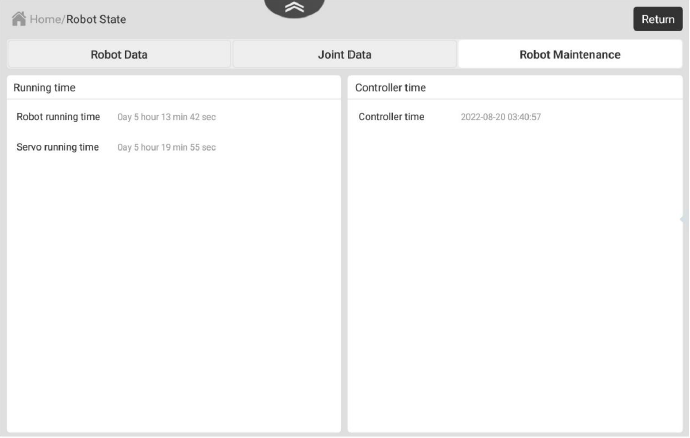 Home/Robot State
Return
Robot Data
Joint Data
Robot Maintenance
Running time
Robot running time 0ay 5 hour 13 min 42 sec
Servo running time 0ay 5 hour 19 min 55 sec
Controller time
Controller time 2022-08-20 03:40:57